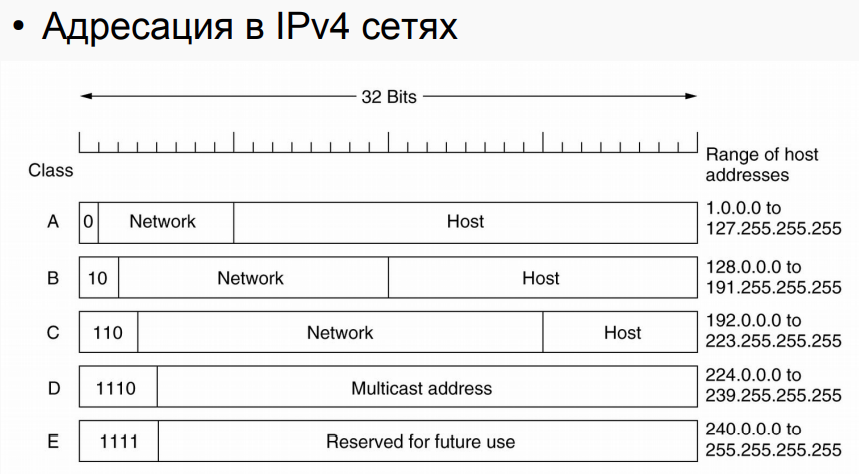 • Адресация в IPv4 сетях
32 Bits
Class
Range of host
addresses
A
0
Network
Host
1.0.0.0 to
127.255.255.255
B
10
Network
Host
128.0.0.0 to
191.255.255.255
C
110
Network
Host
192.0.0.0 to
223.255.255.255
D
1110
Multicast address
224.0.0.0 to
239.255.255.255
E
1111
Reserved for future use
240.0.0.0 to
255.255.255.255